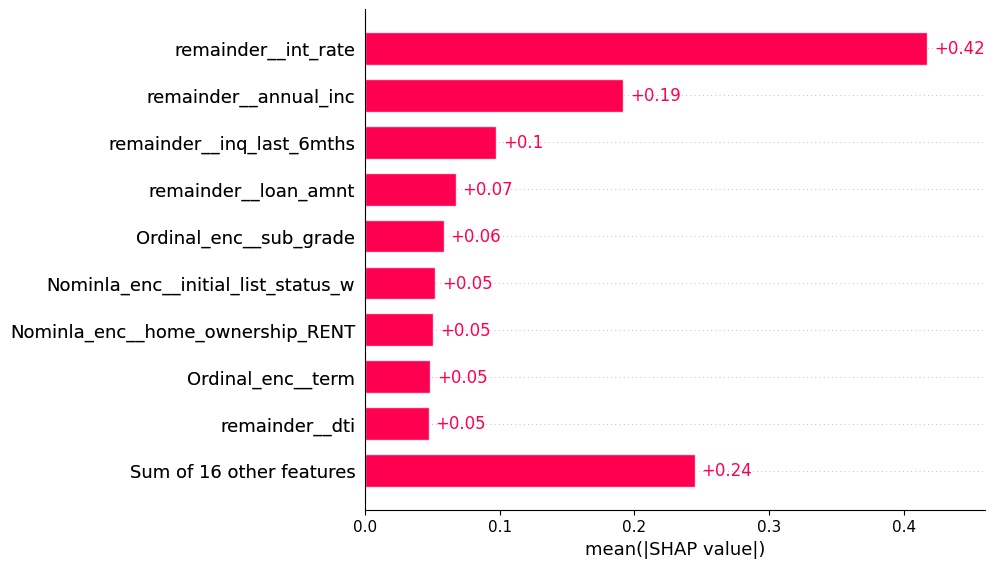 remainder__int_rate +0.42
remainder__annual_inc +0.19
remainder__inq_last_6mths +0.1
remainder__loan_amnt +0.07
Ordinal_enc__sub_grade +0.06
Nominla_enc__initial_list_status_w +0.05
Nominla_enc__home_ownership_RENT +0.05
Ordinal_enc__term +0.05
remainder__dti +0.05
Sum of 16 other features +0.24
0.0 0.1 0.2 0.3 0.4
mean(|SHAP value|)